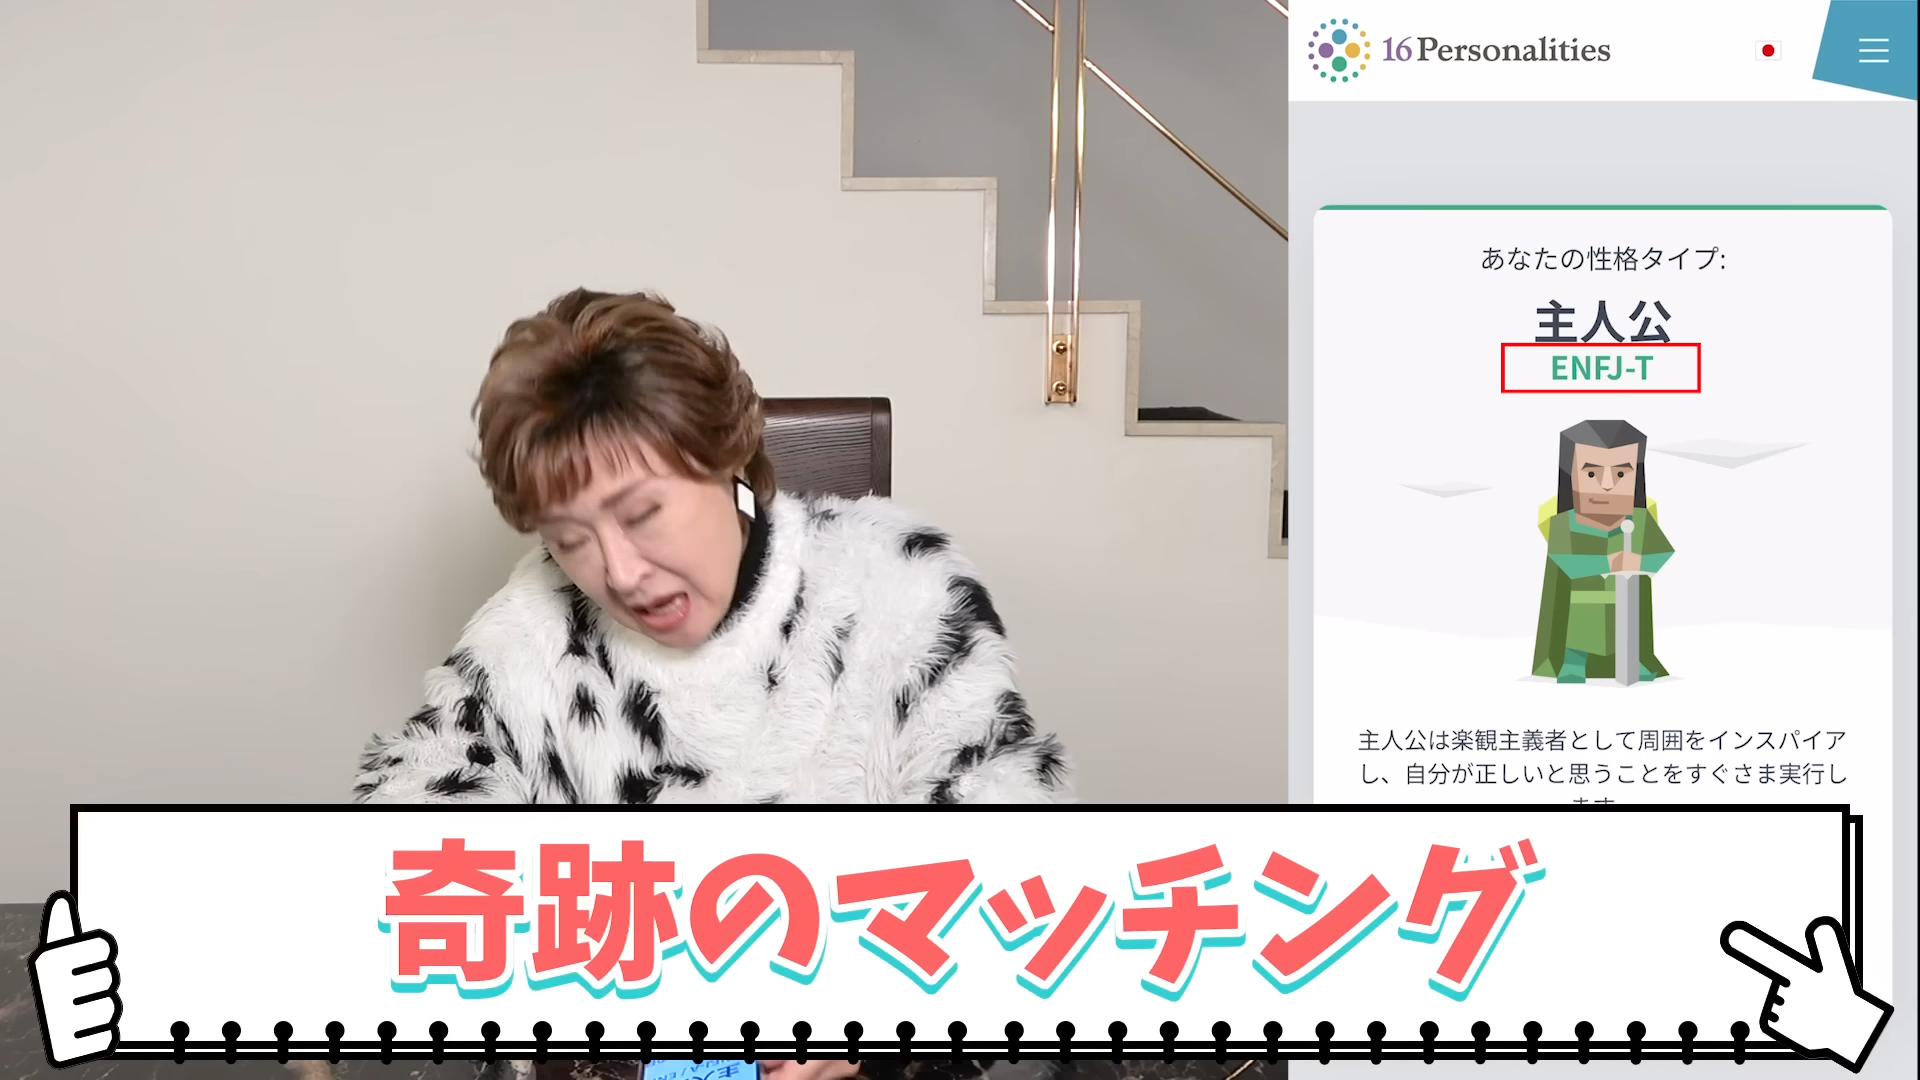 16Personalities
あなたの性格タイプ:
主人公
ENFJ-T
主人公は楽観主義者として周囲をインスパイア
し、自分が正しいと思うことをすぐさま実行し
ます。
奇跡のマッチング